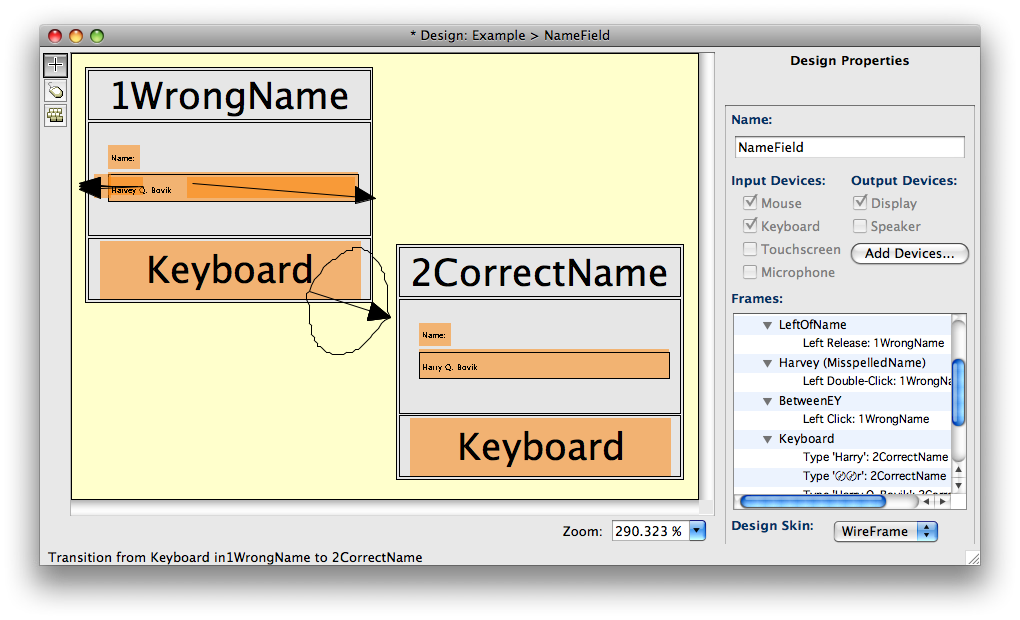 * Design: Example > NameField
1WrongName
Name:
Harvey Q. Bovik
Keyboard
2CorrectName
Name:
Harry Q. Bovik
Keyboard
Zoom: 290.323 %
Transition from Keyboard in1WrongName to 2CorrectName
Design Properties
Name:
NameField
Input Devices: Output Devices:
Mouse Display
Keyboard Speaker
Touchscreen Add Devices...
Microphone
Frames:
LeftOfName
Left Release: 1WrongName
Harvey (MisspelledName)
Left Double-Click: 1WrongNa
BetweenEY
Left Click: 1WrongName
Keyboard
Type 'Harry': 2CorrectName
Type '⌫⌫r': 2CorrectName
Type 'Harry Q. Bovik': 2Corre
Design Skin: WireFrame